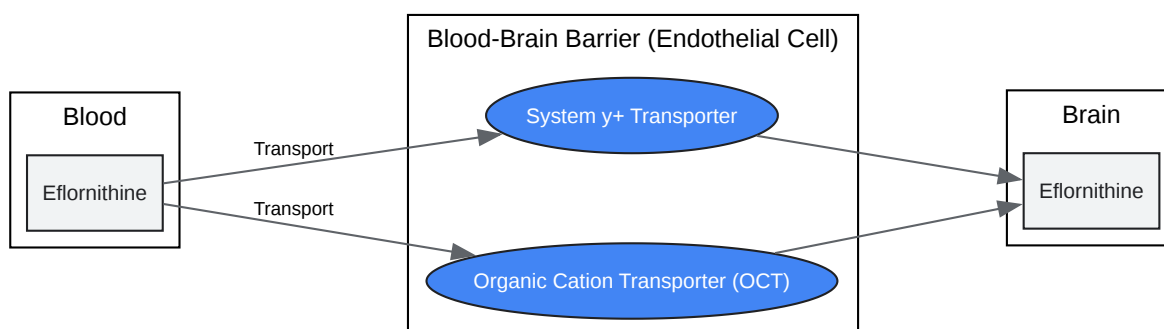 Blood-Brain Barrier (Endothelial Cell)
Blood
System y+ Transporter
Brain
Transport
Eflornithine
Eflornithine
Transport
Organic Cation Transporter (OCT)